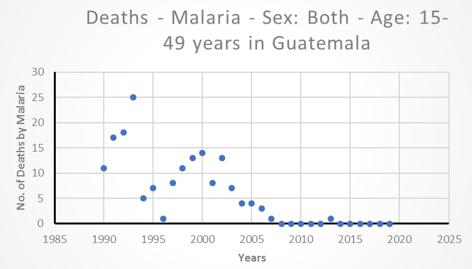 Deaths - Malaria - Sex: Both - Age: 15-
49 years in Guatemala
No. of Deaths by Malaria
30
25
20
15
10
5
0
1985 1990 1995 2000 2005 2010 2015 2020 2025
Years